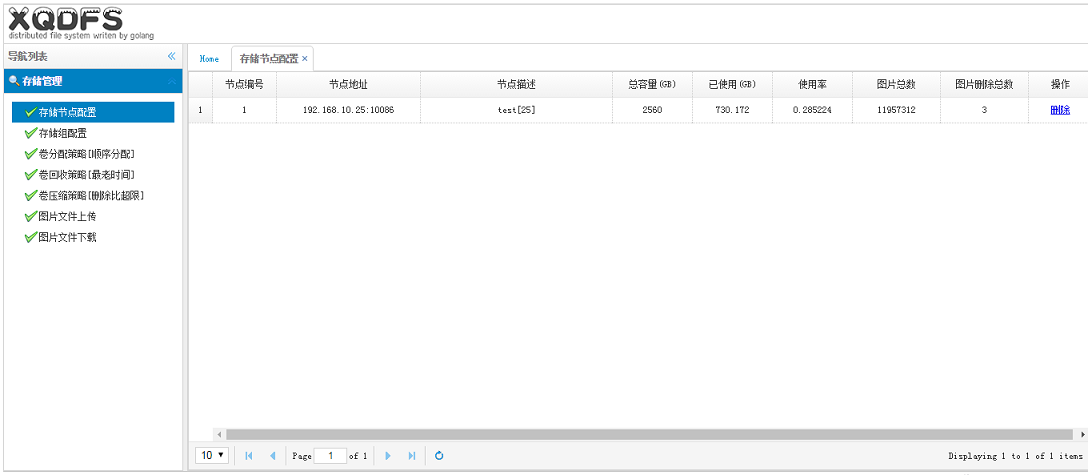 XQDFS
distributed file system writen by golang
导航列表
存储管理
存储节点配置
存储组配置
卷分配策略[顺序分配]
卷回收策略[最老时间]
卷压缩策略[删除比超限]
图片文件上传
图片文件下载
Home 存储节点配置
节点编号 节点地址 节点描述 总容量(GB) 已使用(GB) 使用率 图片总数 图片删除总数 操作
1 1 192.168.10.25:10086 test[25] 2560 730.172 0.285224 11957312 3 删除
10 Page 1 of 1 Displaying 1 to 1 of 1 items